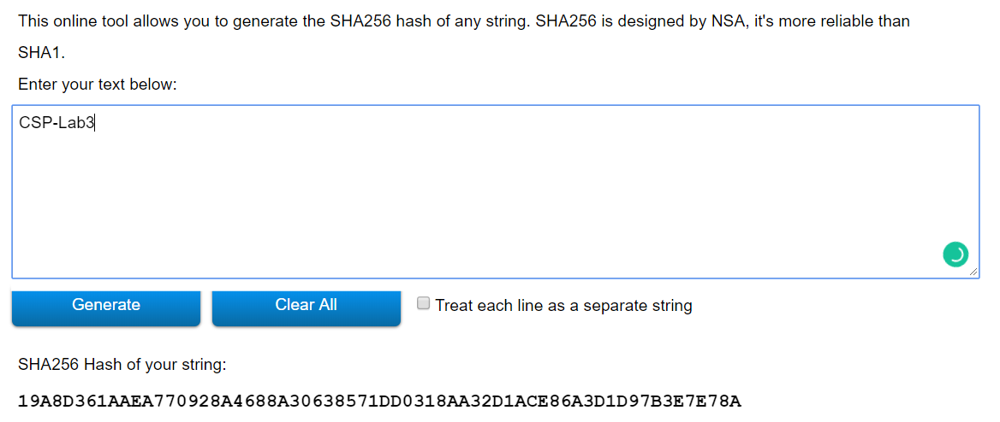 This online tool allows you to generate the SHA256 hash of any string. SHA256 is designed by NSA, it's more reliable than
SHA1.
Enter your text below:
CSP-Lab3
Generate
Clear All
Treat each line as a separate string
SHA256 Hash of your string:
19A8D361AAEA770928A4688A30638571DD0318AA32D1ACE86A3D1D97B3E7E78A